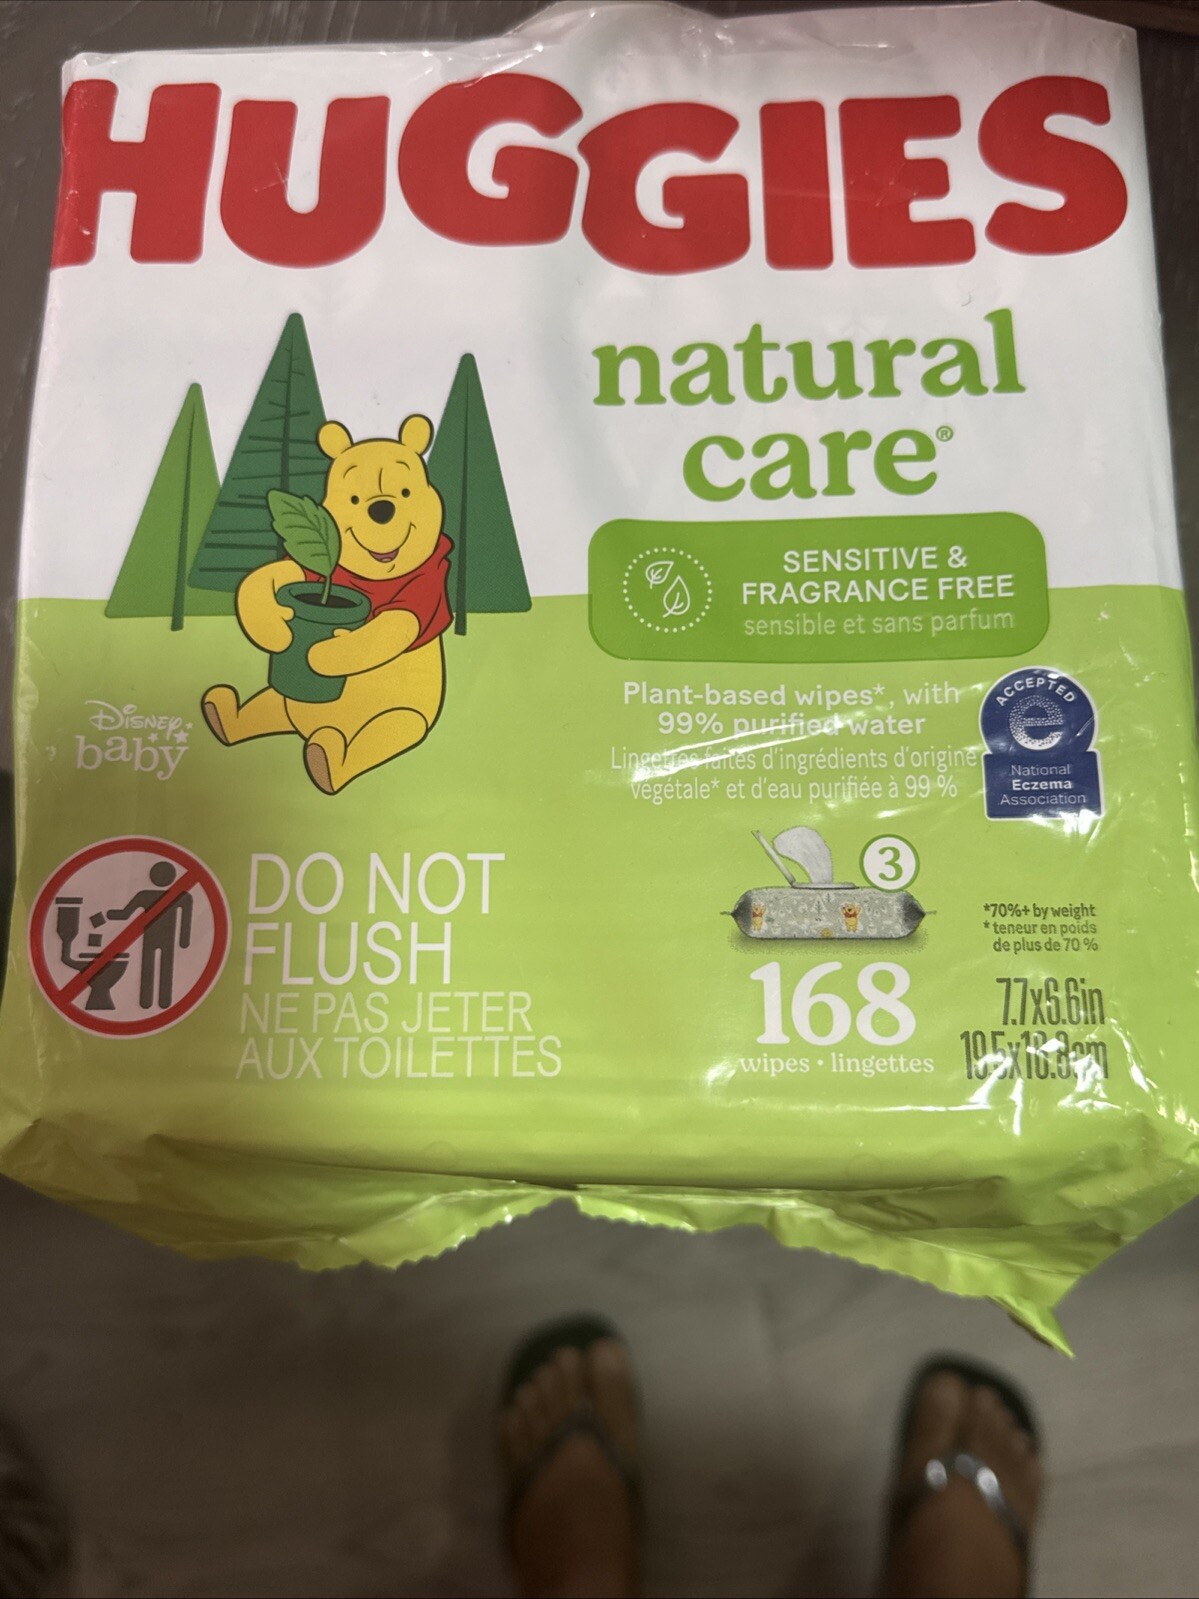 HUGGIES
natural
care®
SENSITIVE &
FRAGRANCE FREE
sensible et sans parfum
Plant-based wipes*, with
99% purified water
Lingettes faites d'ingrédients d'origine
végétale* et d'eau purifiée à 99 %
ACCEPTED
e
National
Eczema
Association
Disney
baby
DO NOT
FLUSH
NE PAS JETER
AUX TOILETTES
3
168
wipes • lingettes
*70%+ by weight
*teneur en poids
de plus de 70 %
7.7x6.6in
19.5x16.8cm